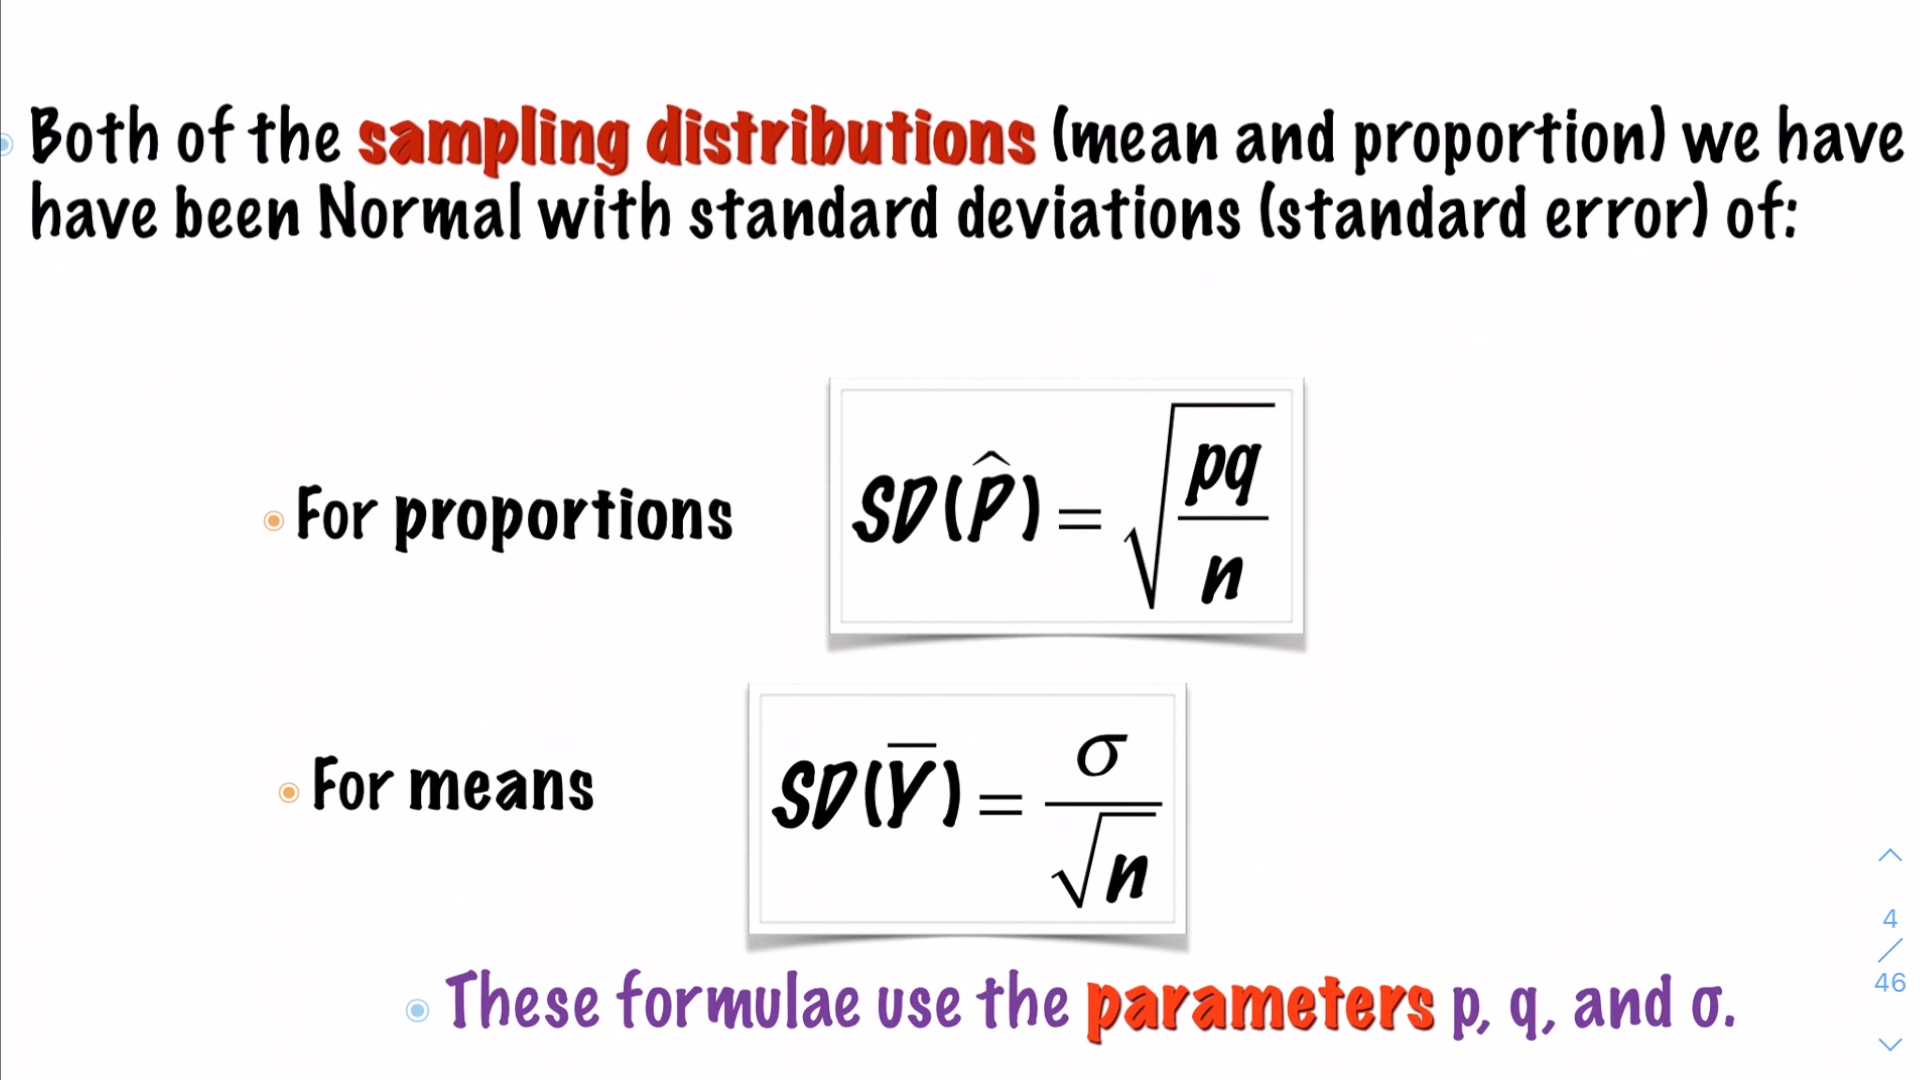 Both of the sampling distributions (mean and proportion) we have
have been Normal with standard deviations (standard error) of:
For proportions
SD(p̂) = √(pq/n)
For means
SD(Ȳ) = σ/√n
These formulae use the parameters p, q, and σ.
4
/
46